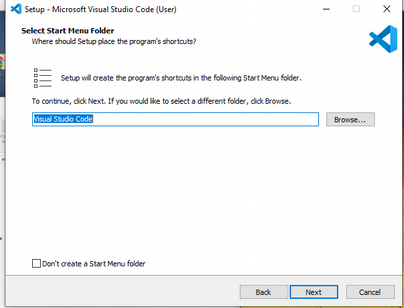 Setup - Microsoft Visual Studio Code (User)
Select Start Menu Folder
Where should Setup place the program's shortcuts?
Setup will create the program's shortcuts in the following Start Menu folder.
To continue, click Next. If you would like to select a different folder, click Browse.
Visual Studio Code
Browse...
Don't create a Start Menu folder
Back
Next
Cancel